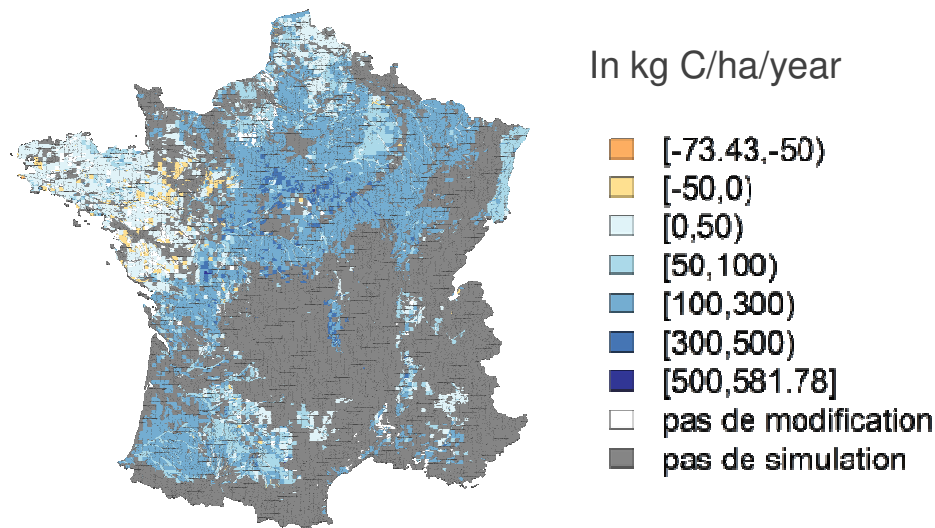 In kg C/ha/year
[-73.43,-50)
[-50,0)
[0,50)
[50,100)
[100,300)
[300,500)
[500,581.78]
pas de modification
pas de simulation